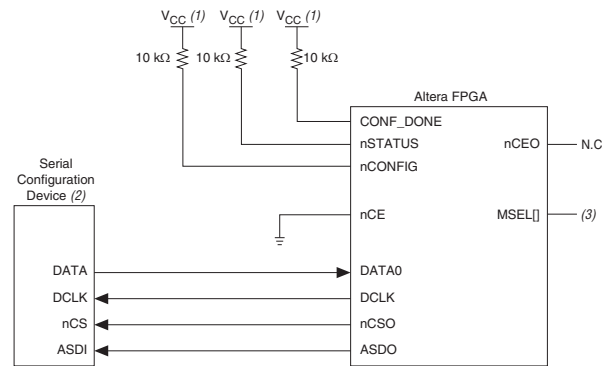 VCC (1) VCC (1) VCC (1)
10 kΩ 10 kΩ 10 kΩ
Altera FPGA
CONF_DONE
nSTATUS nCEO N.C
nCONFIG
Serial
Configuration
Device (2)
nCE MSEL[] (3)
DATA DATA0
DCLK DCLK
nCS nCSO
ASDI ASDO